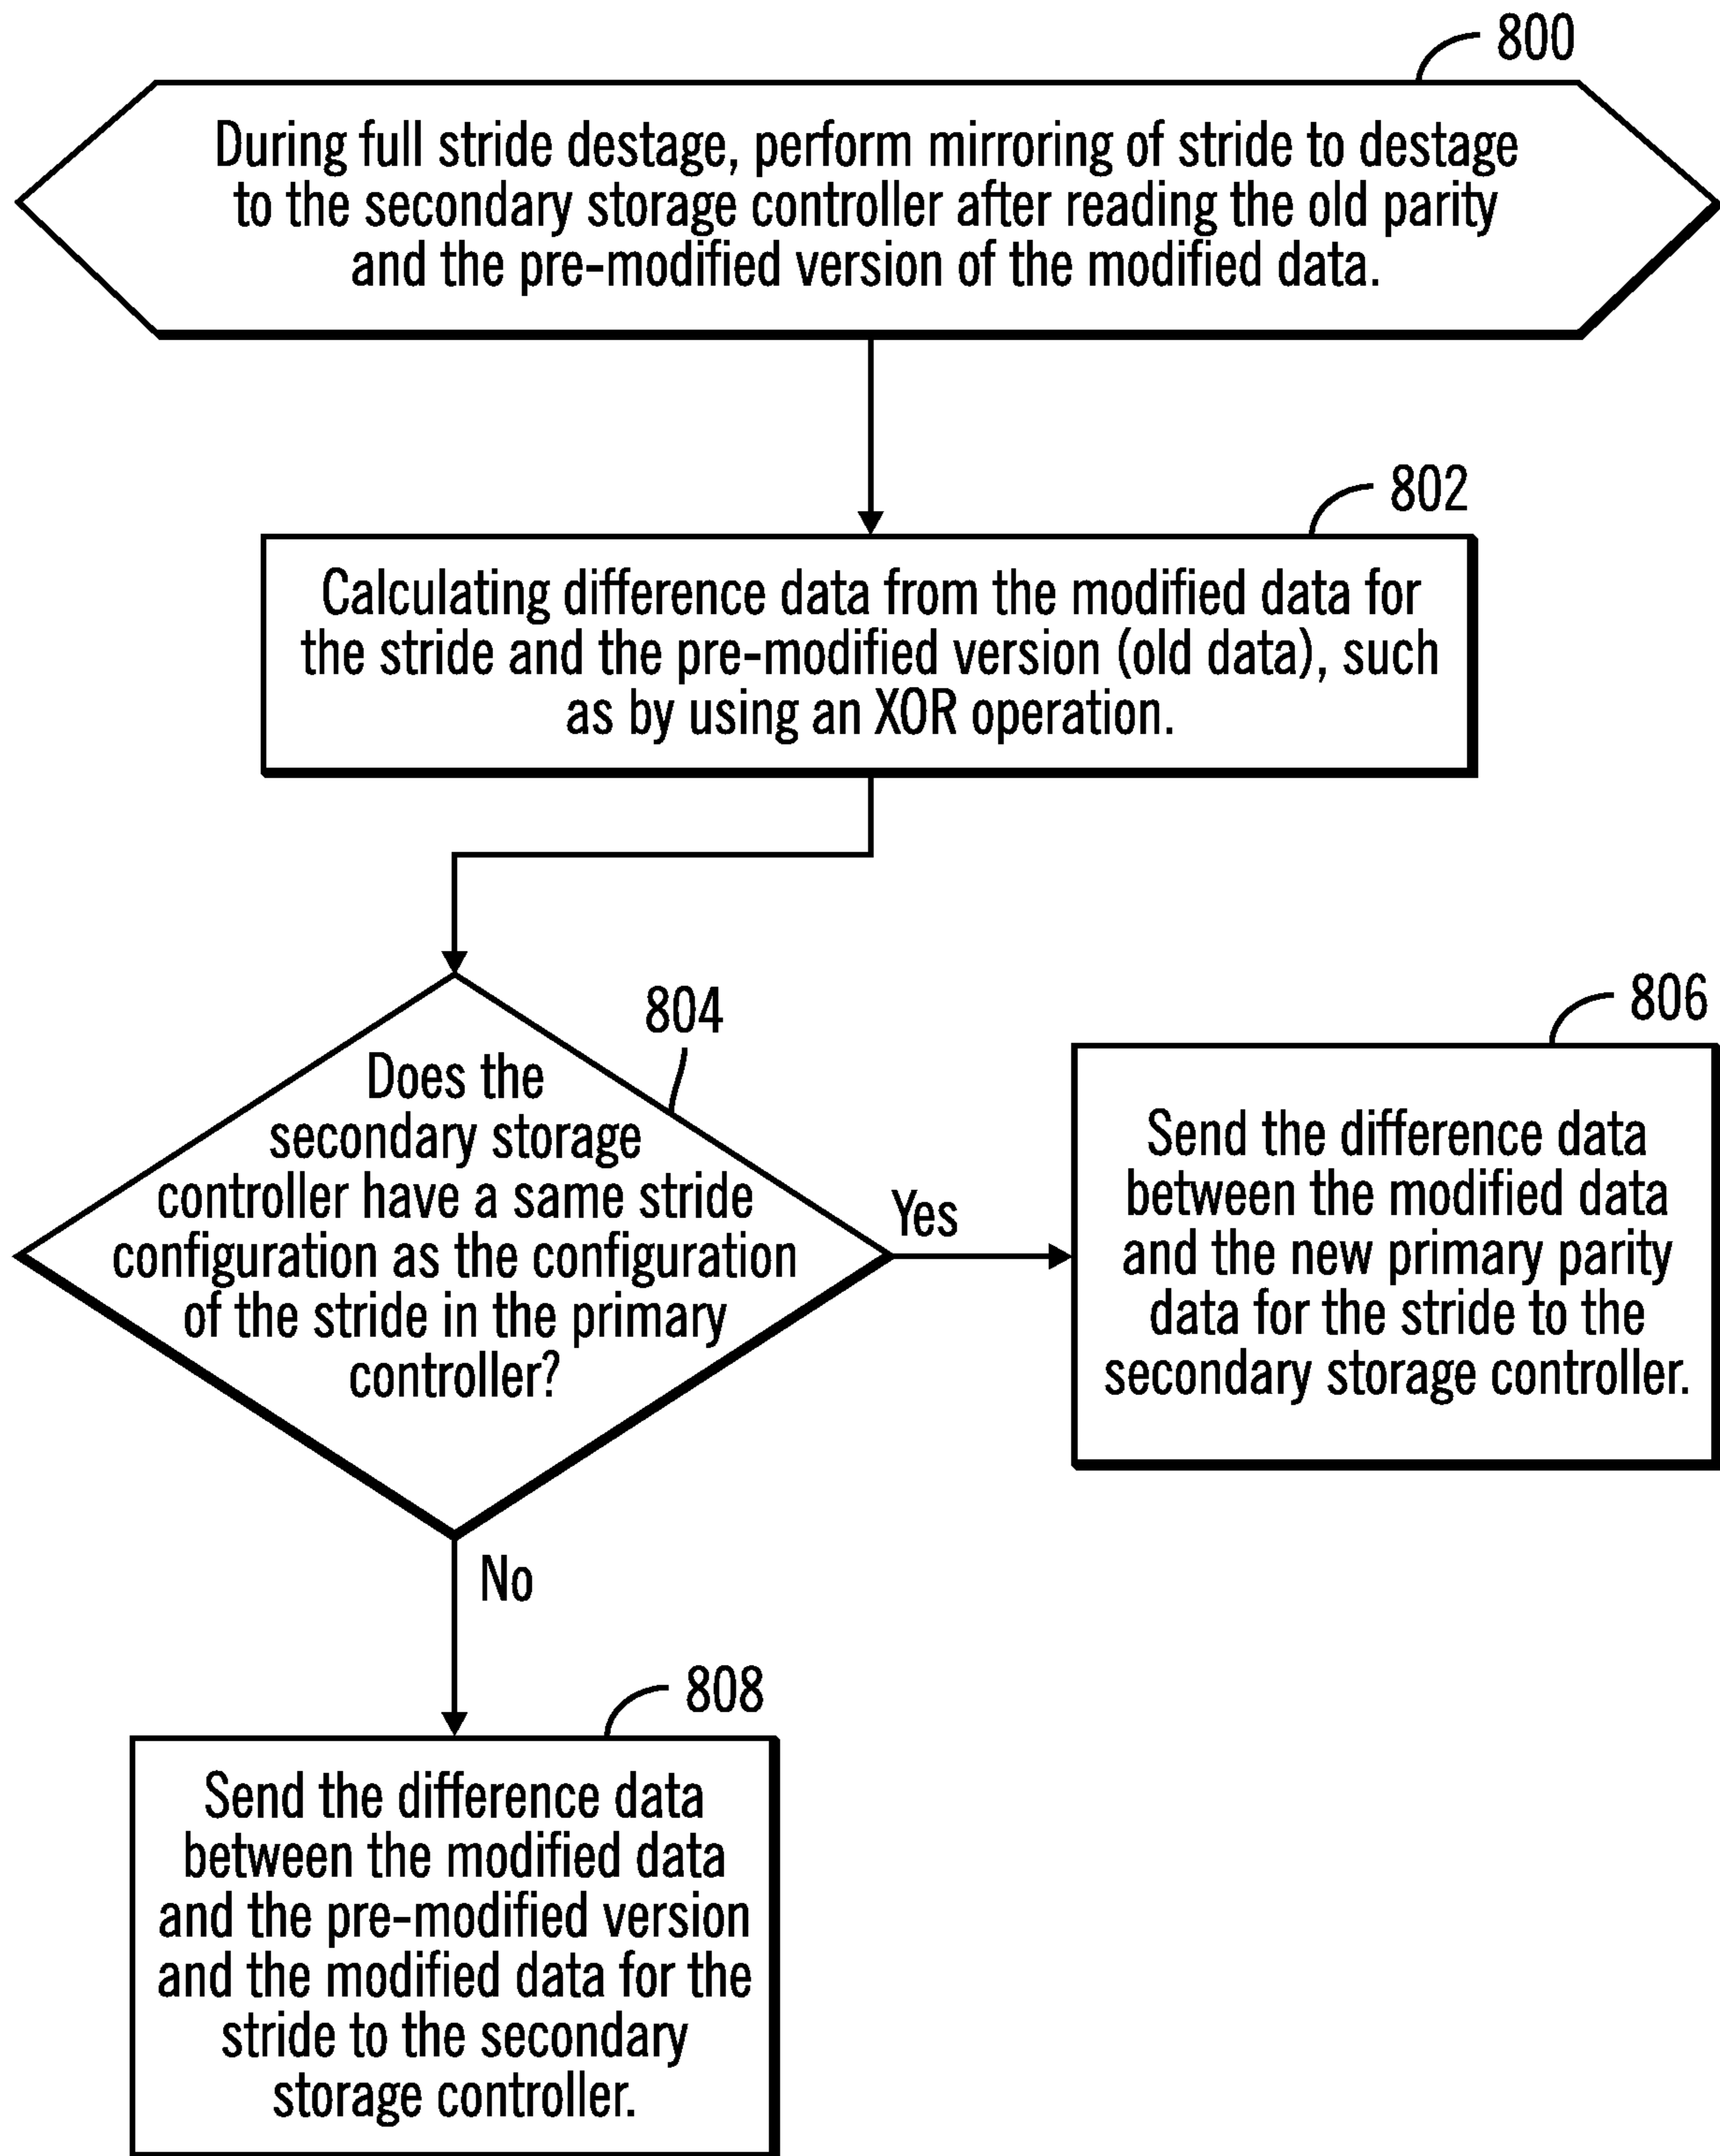 800
During full stride destage, perform mirroring of stride to destage
to the secondary storage controller after reading the old parity
and the pre-modified version of the modified data.
802
Calculating difference data from the modified data for
the stride and the pre-modified version (old data), such
as by using an XOR operation.
804
Does the
secondary storage
controller have a same stride
configuration as the configuration
of the stride in the primary
controller?
Yes
806
Send the difference data
between the modified data
and the new primary parity
data for the stride to the
secondary storage controller.
No
808
Send the difference data
between the modified data
and the pre-modified version
and the modified data for the
stride to the secondary
storage controller.